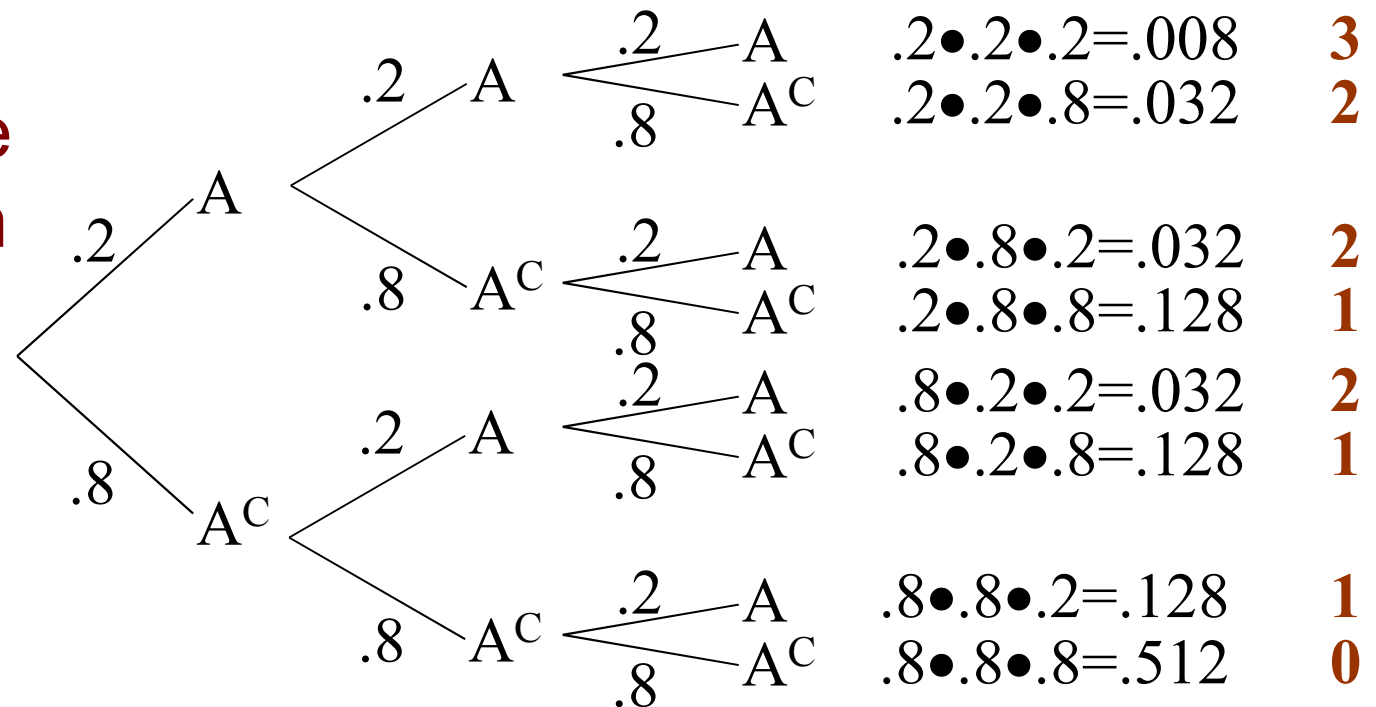 .2 A .2•.2•.2=.008 3
.2 A .8 A^C .2•.2•.8=.032 2
.2 A
.2 A .2•.8•.2=.032 2
.8 A^C .8 A^C .2•.8•.8=.128 1
.2 A .8•.2•.2=.032 2
.2 A .8 A^C .8•.2•.8=.128 1
.8 A^C
.2 A .8•.8•.2=.128 1
.8 A^C .8 A^C .8•.8•.8=.512 0